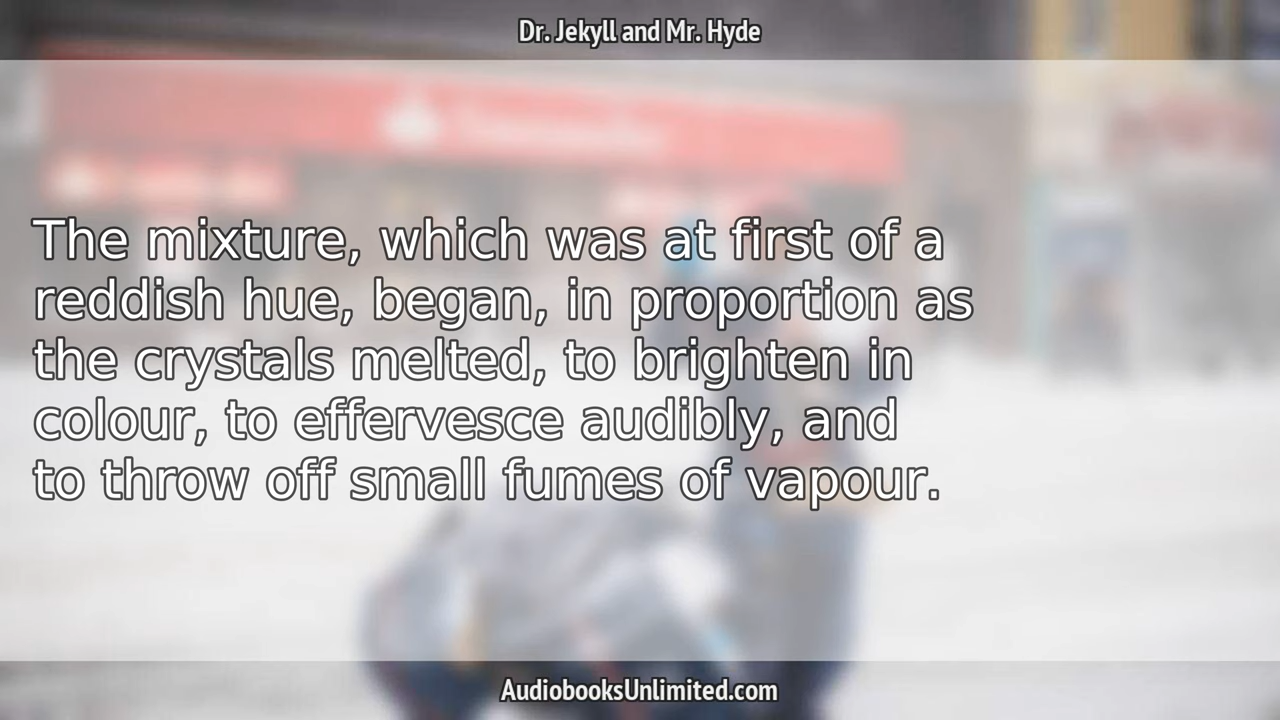 Dr. Jekyll and Mr. Hyde
The mixture, which was at first of a
reddish hue, began, in proportion as
the crystals melted, to brighten in
colour, to effervesce audibly, and
to throw off small fumes of vapour.
AudiobooksUnlimited.com